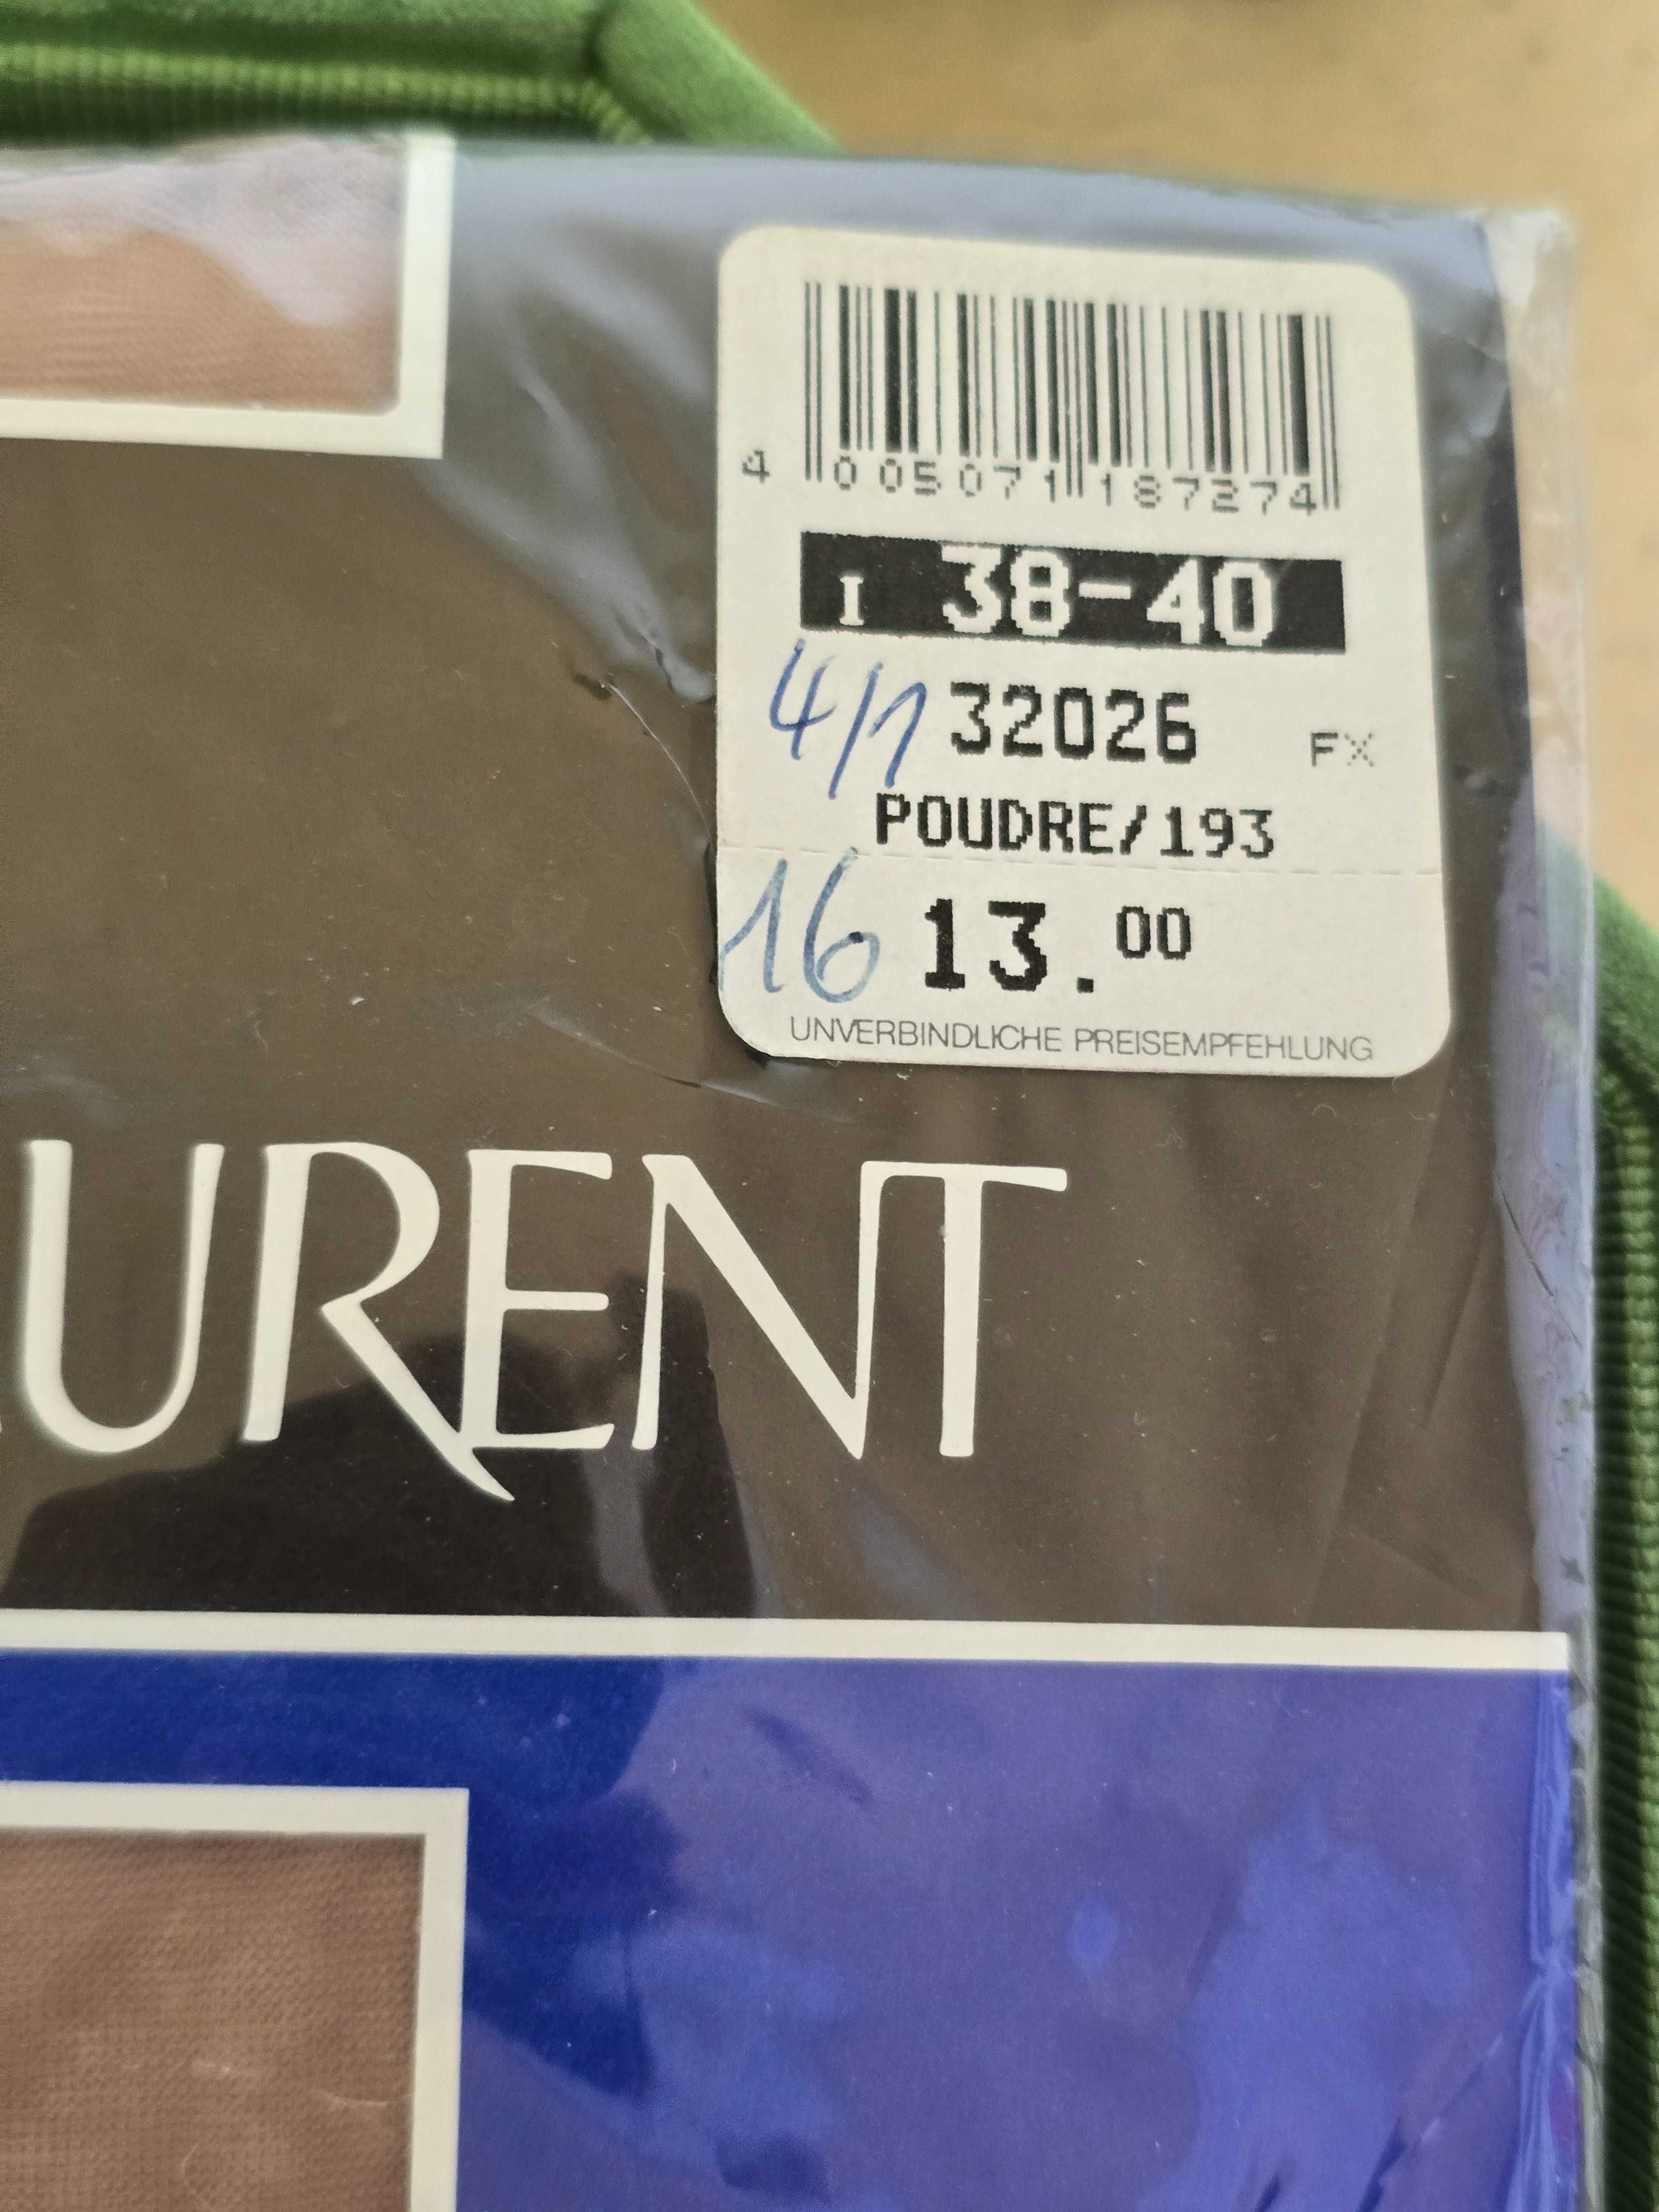 4 005071 187274
I 38-40
4/1 32026 FX
POUDRE/193
16 13.00
UNVERBINDLICHE PREISEMPFEHLUNG
URENT